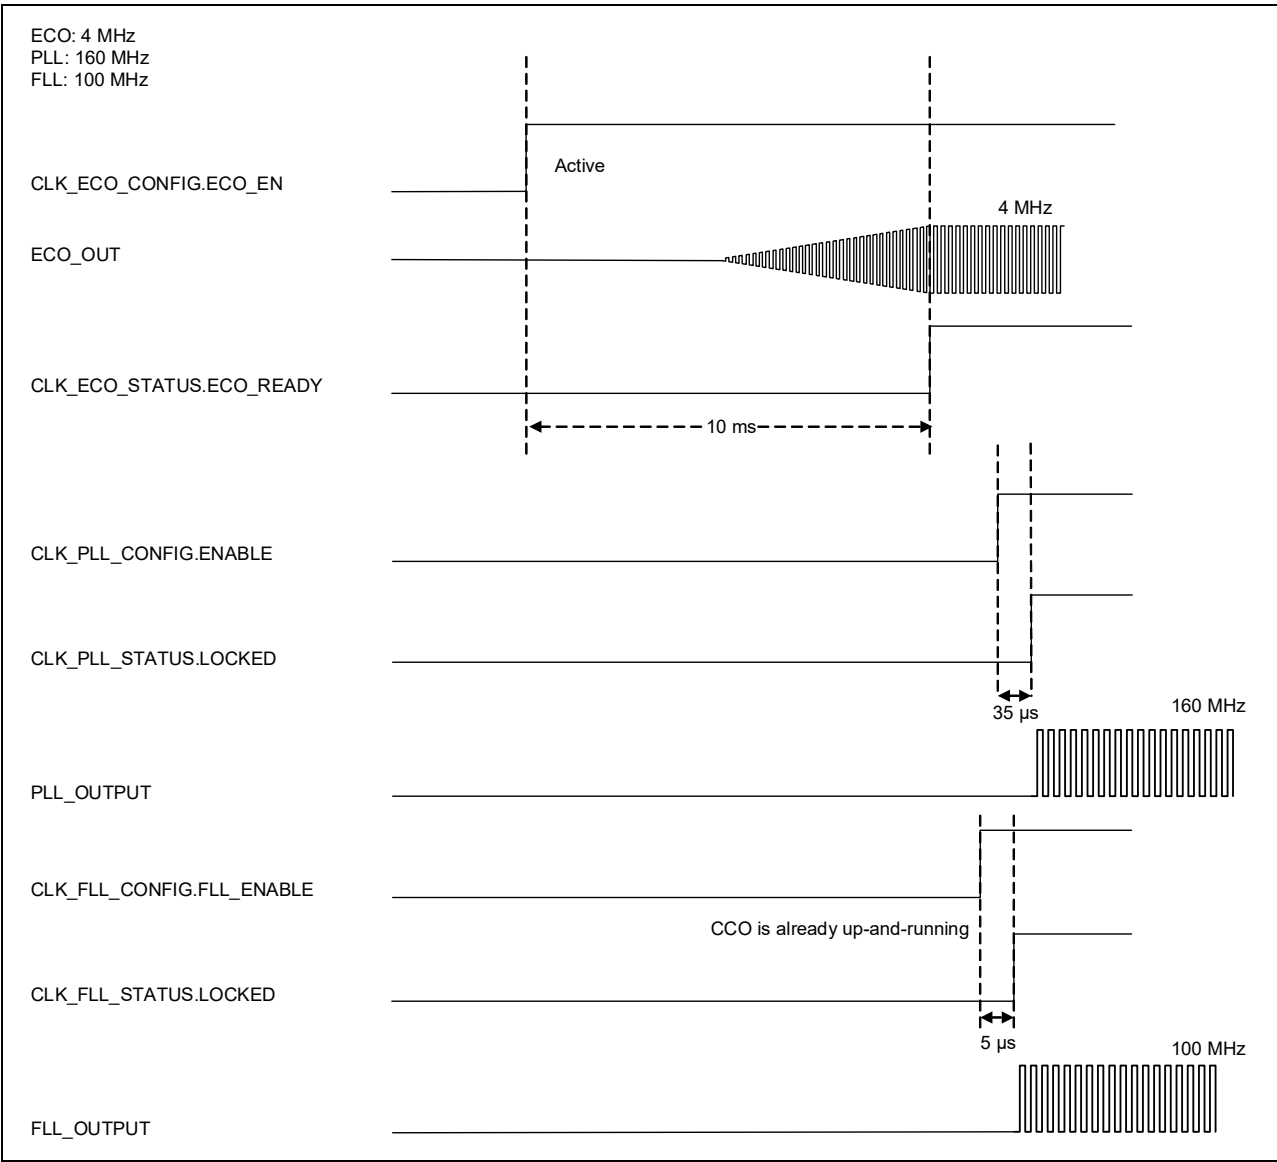 ECO: 4 MHz
PLL: 160 MHz
FLL: 100 MHz
Active
CLK_ECO_CONFIG.ECO_EN
4 MHz
ECO_OUT
CLK_ECO_STATUS.ECO_READY
10 ms
CLK_PLL_CONFIG.ENABLE
CLK_PLL_STATUS.LOCKED
35 µs
160 MHz
PLL_OUTPUT
CLK_FLL_CONFIG.FLL_ENABLE
CCO is already up-and-running
CLK_FLL_STATUS.LOCKED
5 µs
100 MHz
FLL_OUTPUT